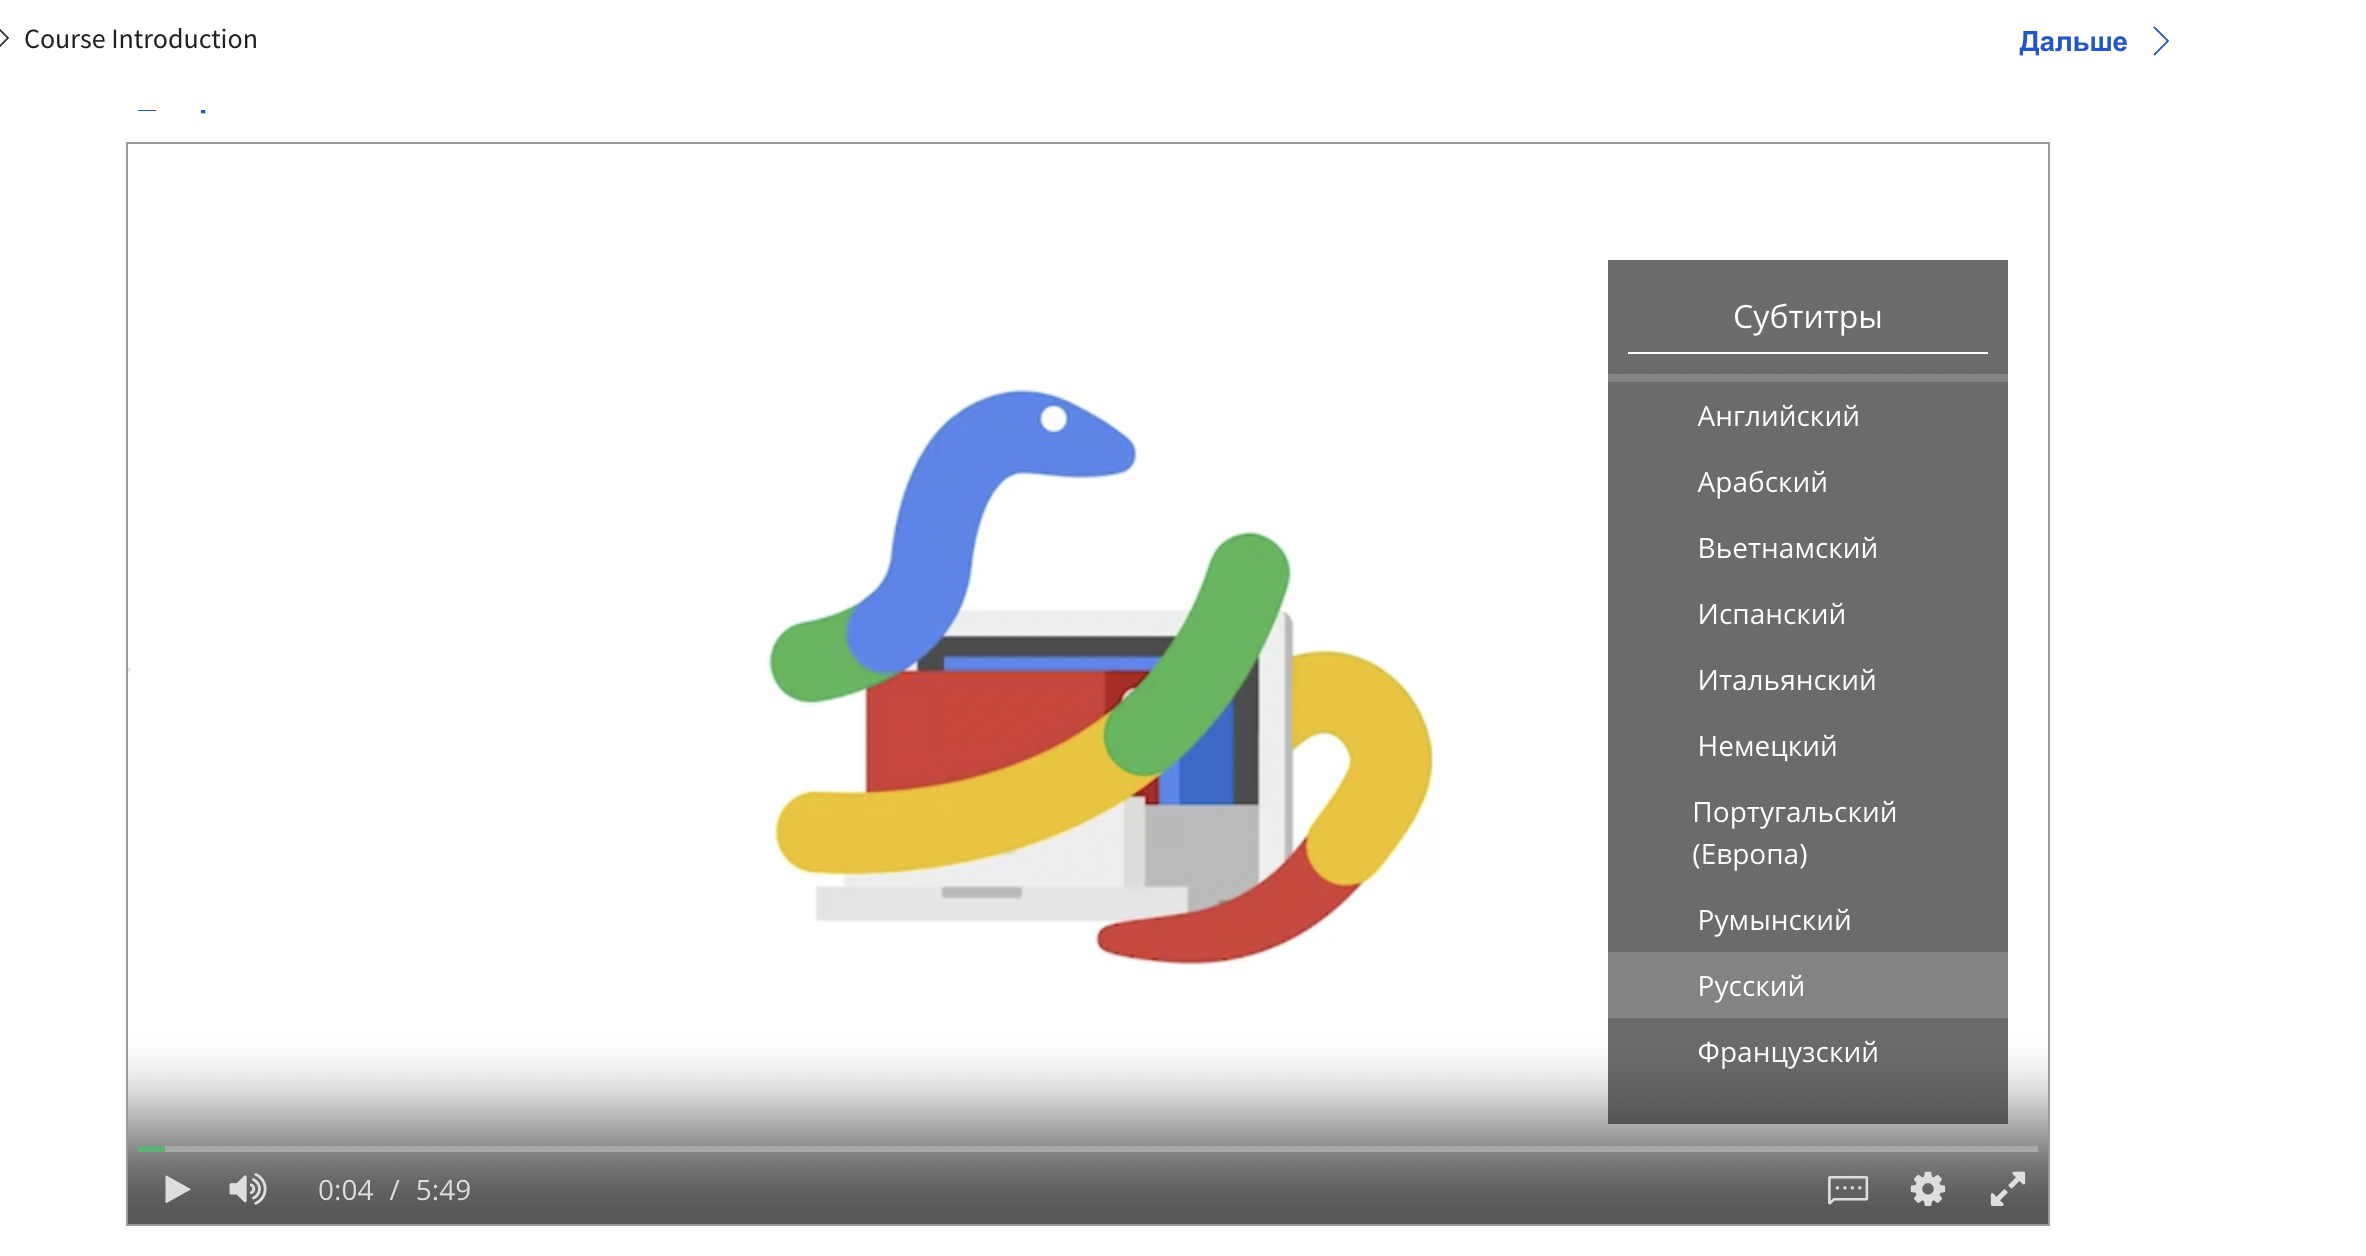 Course Introduction
Дальше
Субтитры
Английский
Арабский
Вьетнамский
Испанский
Итальянский
Немецкий
Португальский
(Европа)
Румынский
Русский
Французский
0:04 / 5:49